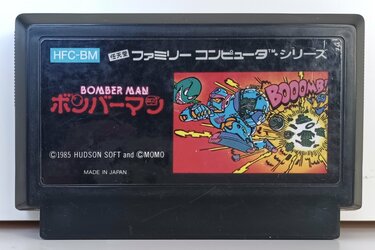 HFC-BM 任天堂 ファミリー コンピュータ™・シリーズ
BOMBER MAN
ボンバーマン
BOOOMB!
©1985 HUDSON SOFT and ©MOMO
MADE IN JAPAN